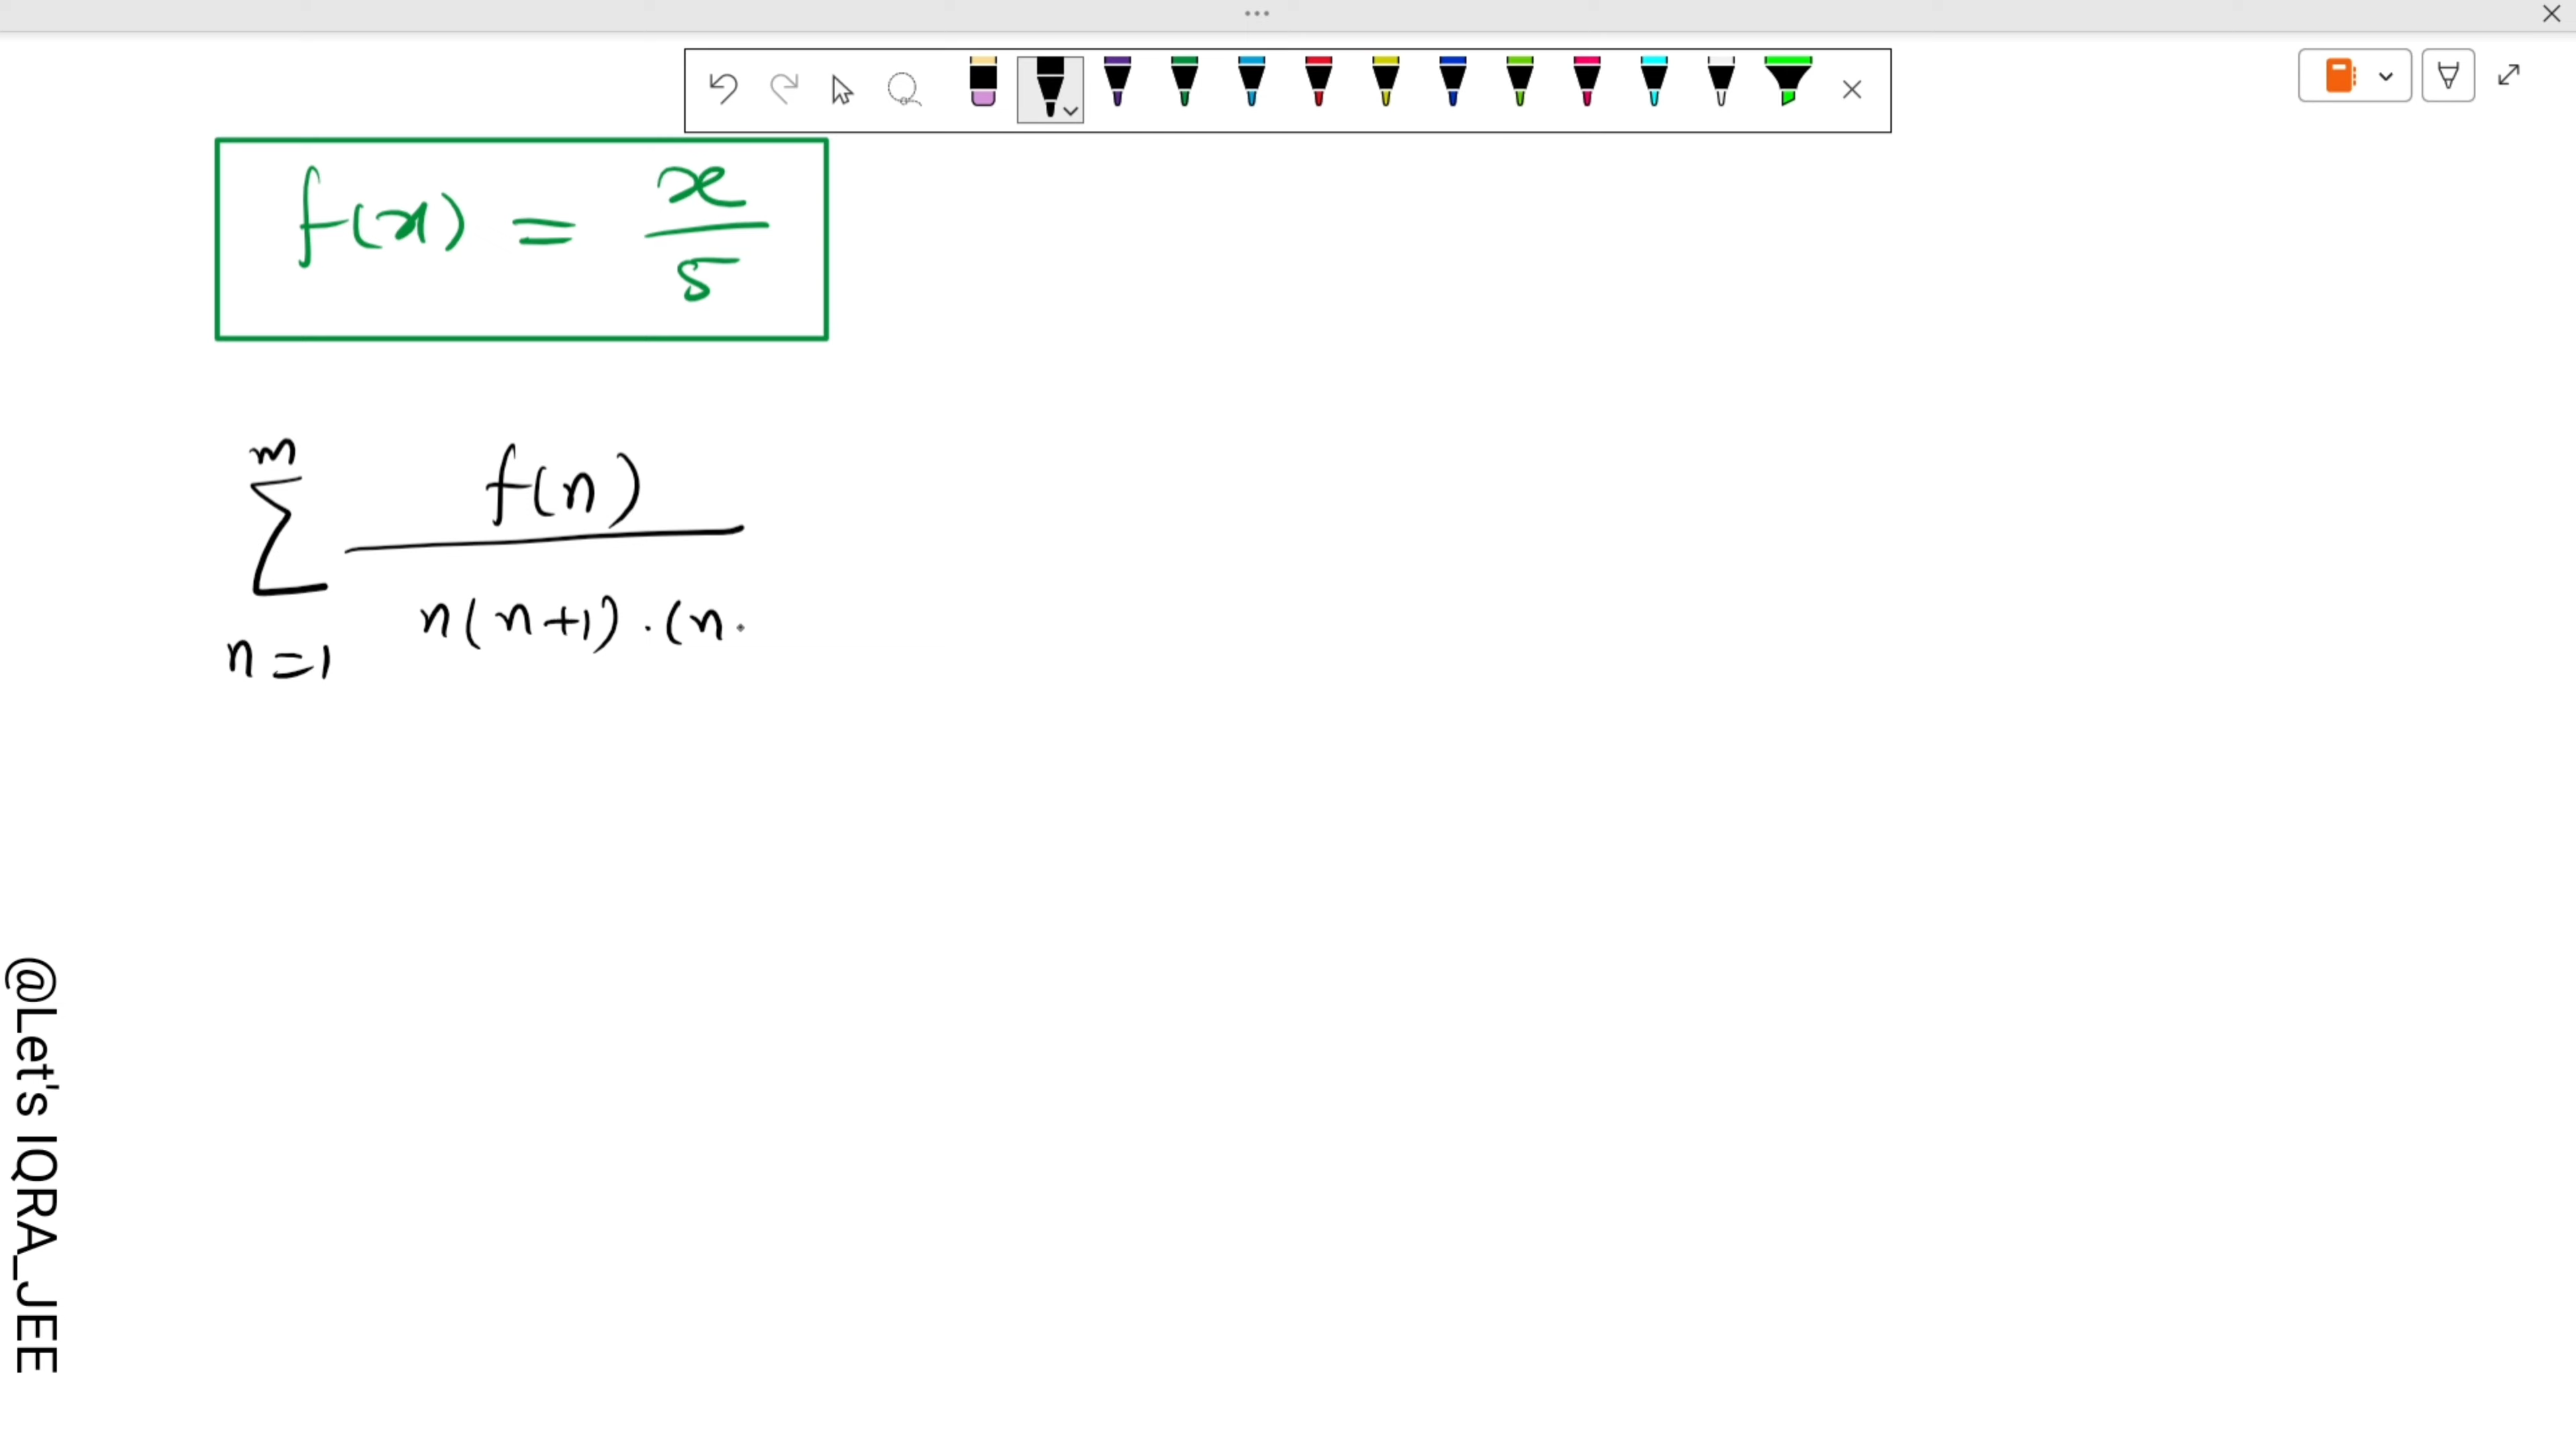 f(x) = x/5
m
∑ f(n)/n(n+1)·(n
n=1
@Let's IQRA_JEE